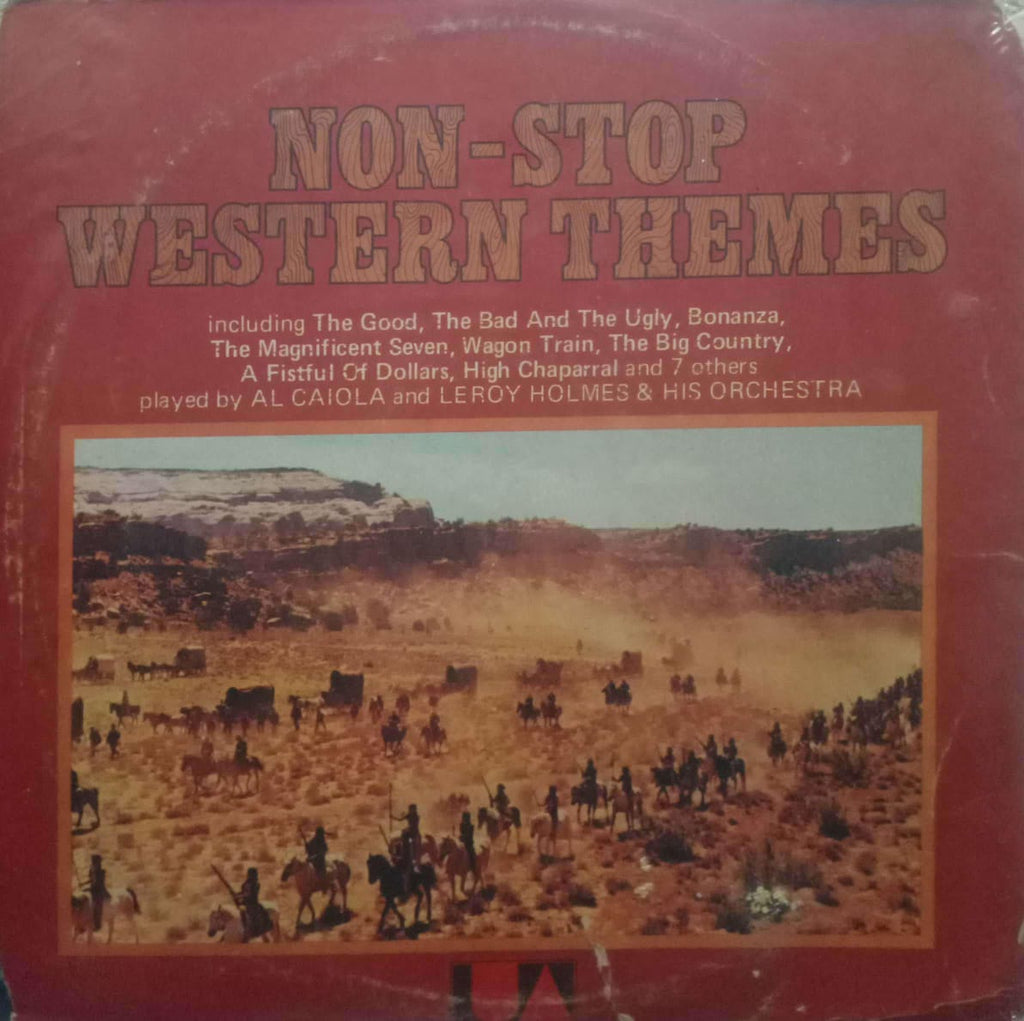 NON-STOP
WESTERN THEMES
including The Good, The Bad And The Ugly, Bonanza,
The Magnificent Seven, Wagon Train, The Big Country,
A Fistful Of Dollars, High Chaparral and 7 others
played by AL CAIOLA and LEROY HOLMES & HIS ORCHESTRA
UA